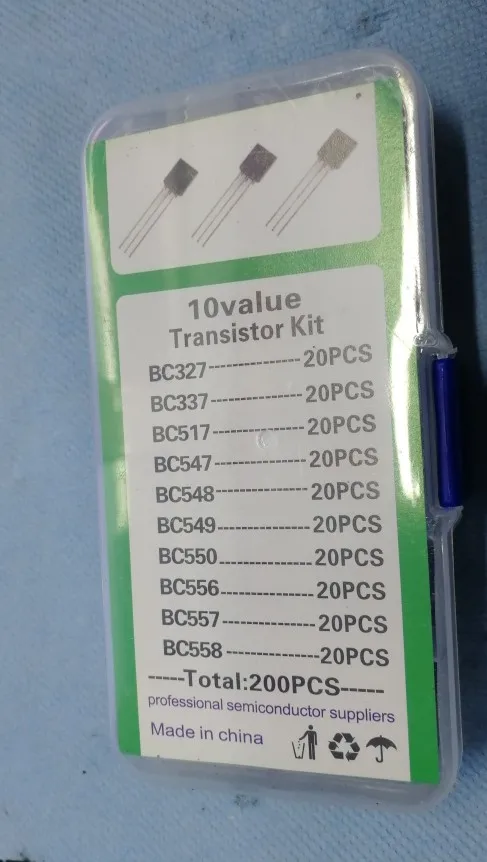 10value
Transistor Kit
BC327---------------20PCS
BC337---------------20PCS
BC517---------------20PCS
BC547---------------20PCS
BC548---------------20PCS
BC549---------------20PCS
BC550---------------20PCS
BC556---------------20PCS
BC557---------------20PCS
BC558---------------20PCS
-----Total:200PCS-----
professional semiconductor suppliers
Made in china